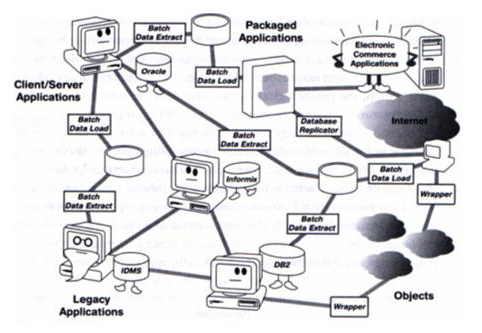 Batch
Data Extract
Packaged
Applications
Electronic
Commerce
Applications
Oracle
Batch
Data Load
Client/Server
Applications
Batch
Data Load
Database
Replicator
Internet
Batch
Data Extract
Informix
Batch
Data Load
Batch
Data Extract
Wrapper
Batch
Data Extract
IDMS
DB2
Legacy
Applications
Wrapper
Objects